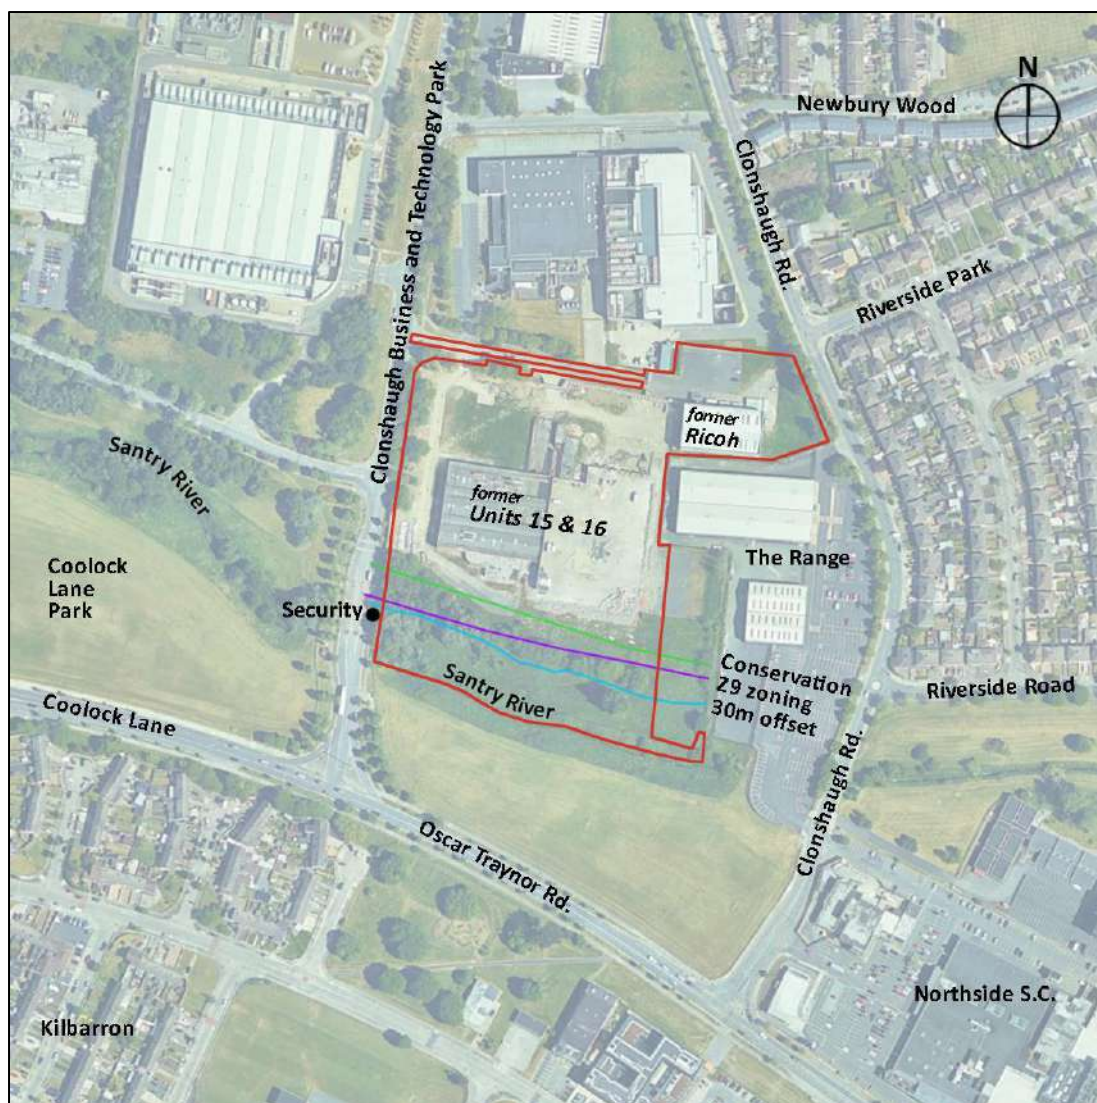 N
Newbury Wood
Clonshaugh Business and Technology Park
Clonshaugh Rd.
Riverside Park
former
Ricoh
Santry River
former
Units 15 & 16
The Range
Coolock
Lane
Park
Security
Conservation
Z9 zoning
30m offset
Santry River
Riverside Road
Coolock Lane
Clonshaugh Rd.
Oscar Traynor Rd.
Northside S.C.
Kilbarron